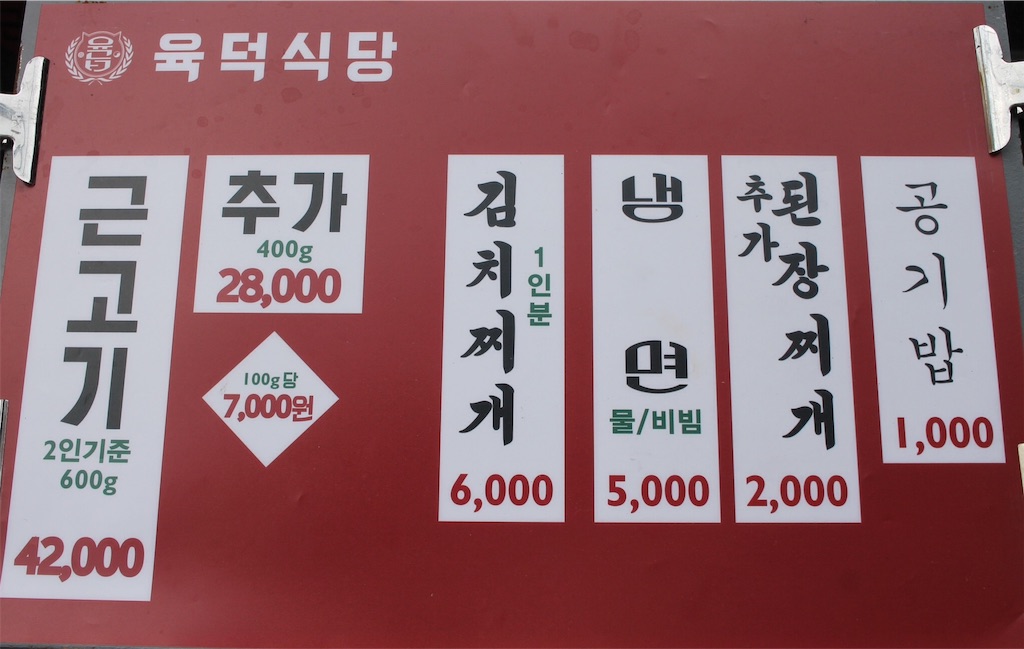 육덕
육덕식당
근고기
2인기준
600g
42,000
추가
400g
28,000
100g당
7,000원
김치찌개
1인분
6,000
냉면
물/비빔
5,000
추가
된장찌개
2,000
공기밥
1,000